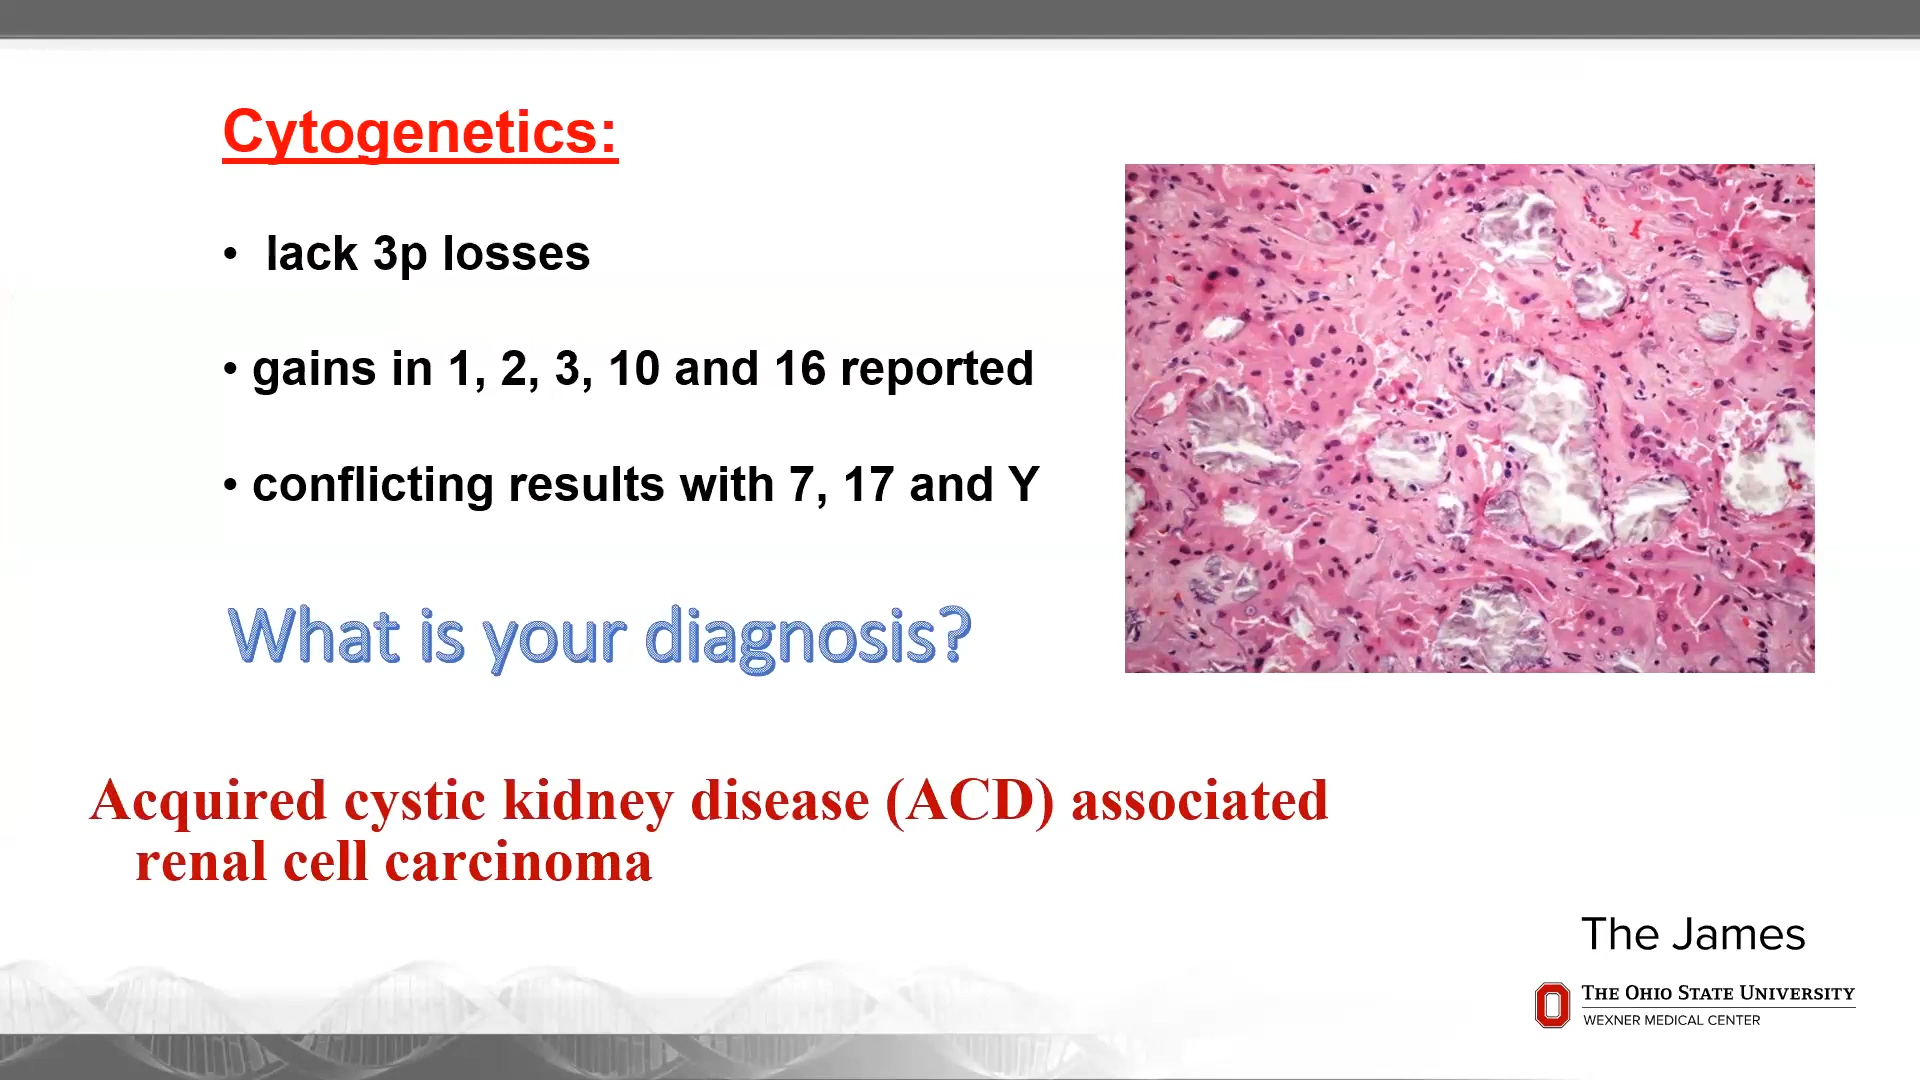 Cytogenetics:
• lack 3p losses
• gains in 1, 2, 3, 10 and 16 reported
• conflicting results with 7, 17 and Y
What is your diagnosis?
Acquired cystic kidney disease (ACD) associated
renal cell carcinoma
The James
THE OHIO STATE UNIVERSITY
WEXNER MEDICAL CENTER